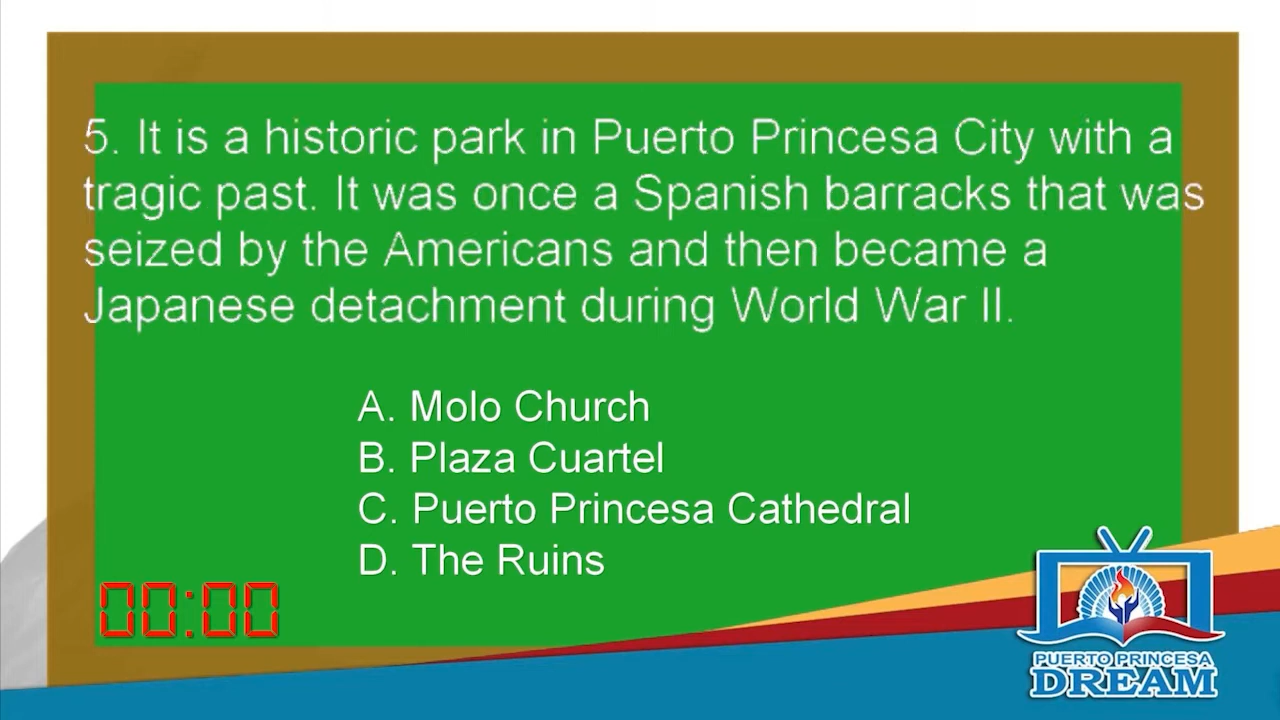 5. It is a historic park in Puerto Princesa City with a
tragic past. It was once a Spanish barracks that was
seized by the Americans and then became a
Japanese detachment during World War II.
A. Molo Church
B. Plaza Cuartel
C. Puerto Princesa Cathedral
D. The Ruins
00:00
PUERTO PRINCESA
DREAM